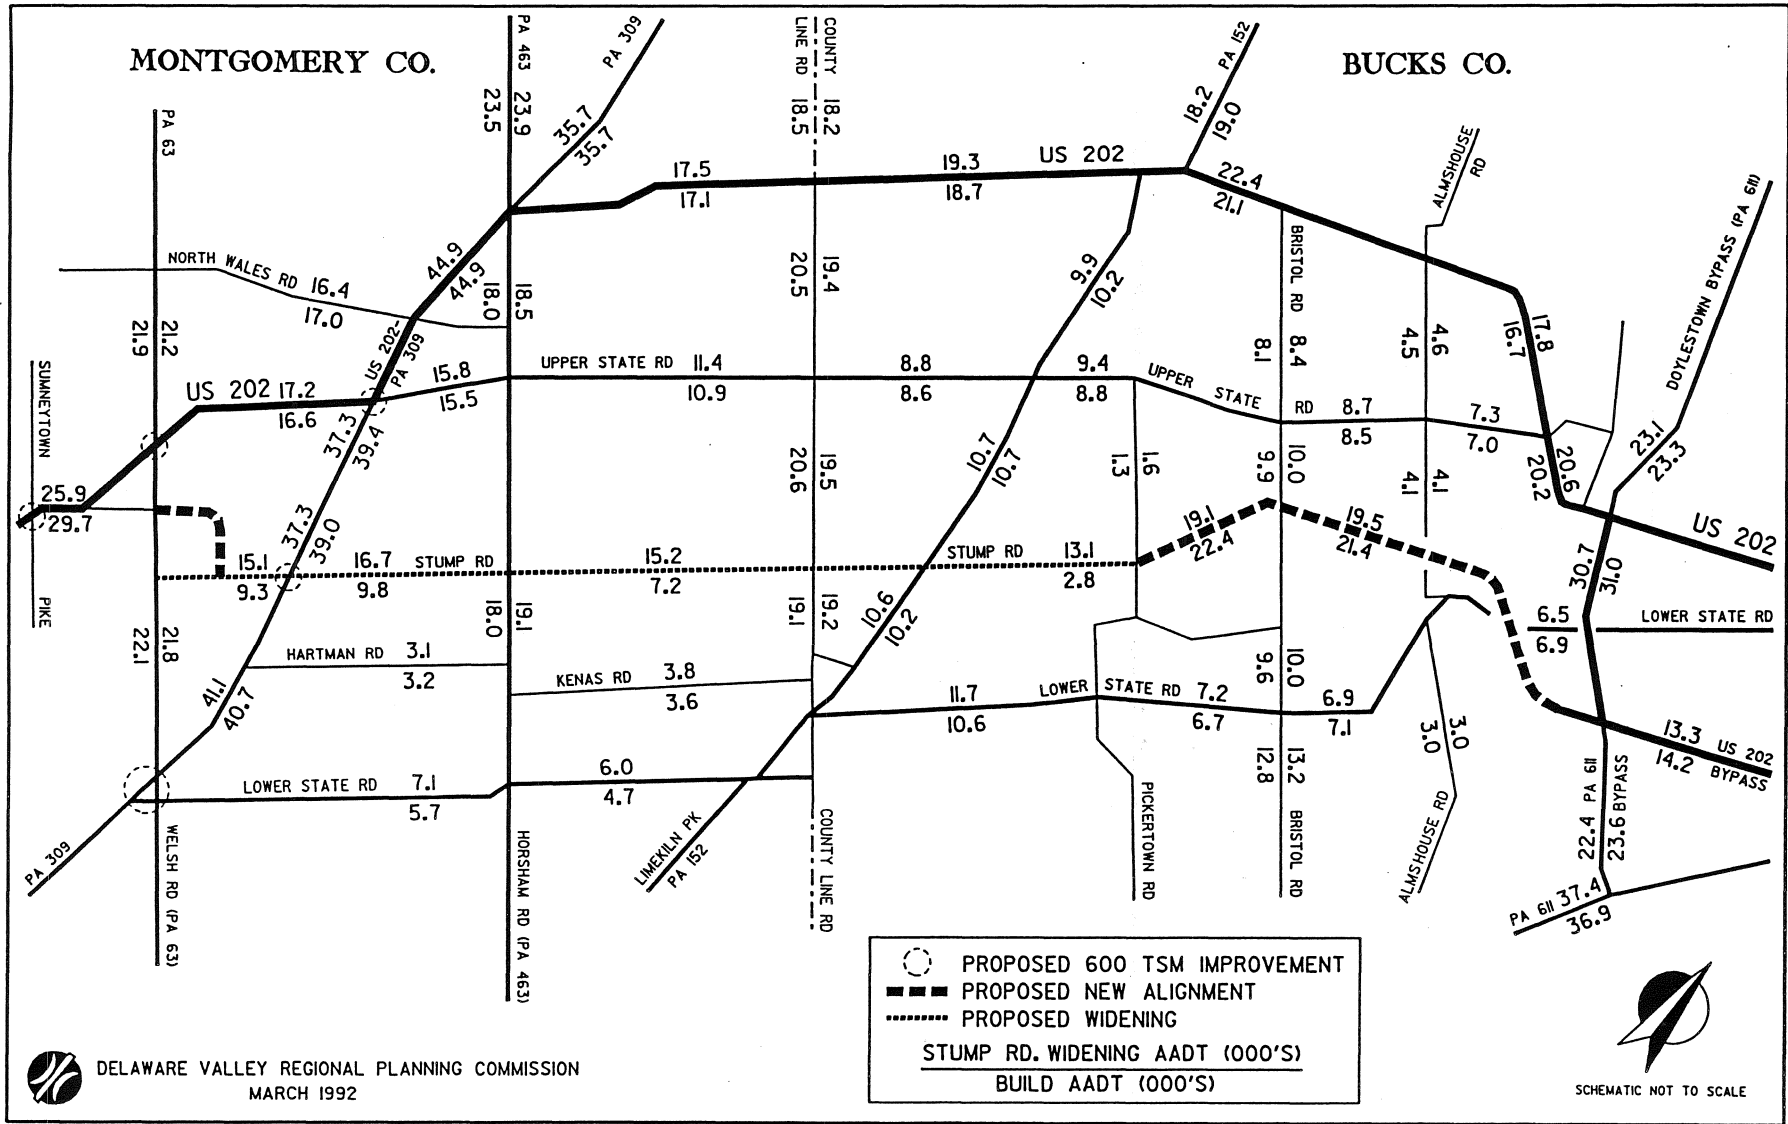 MONTGOMERY CO.
BUCKS CO.
PA 463
23.9
23.5
PA 309
35.7
35.7
COUNTY
LINE RD
18.2
18.5
PA 152
18.2
19.0
PA 63
21.2
21.9
NORTH WALES RD 16.4
17.0
44.9
44.9
18.5
18.0
17.5
17.1
19.3
18.7
US 202
22.4
21.1
ALMSHOUSE
RD
DOYLESTOWN BYPASS (PA 611)
19.4
20.5
9.9
10.2
BRISTOL RD
8.4
8.1
4.6
4.5
17.8
16.7
SUMNEYTOWN
PIKE
US 202
17.2
16.6
US 202-
PA 309
15.8
15.5
UPPER STATE RD 11.4
10.9
8.8
8.6
9.4
8.8
UPPER STATE RD 8.7
8.5
7.3
7.0
23.1
23.3
37.3
39.4
10.7
10.7
19.5
20.6
1.6
1.3
10.0
9.9
4.1
4.1
20.6
20.2
25.9
29.7
37.3
39.0
15.1
9.3
16.7
9.8
STUMP RD
15.2
7.2
STUMP RD
13.1
2.8
19.1
22.4
19.5
21.4
US 202
30.7
31.0
21.8
22.1
19.1
18.0
19.2
19.1
10.6
10.2
6.5
6.9
LOWER STATE RD
HARTMAN RD 3.1
3.2
KENAS RD 3.8
3.6
41.1
40.7
11.7
10.6
LOWER STATE RD 7.2
6.7
10.0
9.6
6.9
7.1
3.0
3.0
13.3
14.2
US 202
BYPASS
LOWER STATE RD 7.1
5.7
6.0
4.7
13.2
12.8
PA 309
WELSH RD (PA 63)
HORSHAM RD (PA 463)
LIMEKILN PK
PA 152
COUNTY LINE RD
PICKERTOWN RD
BRISTOL RD
ALMSHOUSE RD
22.4 PA 611
23.6 BYPASS
PA 611 37.4
36.9
PROPOSED 600 TSM IMPROVEMENT
PROPOSED NEW ALIGNMENT
PROPOSED WIDENING
STUMP RD. WIDENING AADT (000'S)
BUILD AADT (000'S)
DELAWARE VALLEY REGIONAL PLANNING COMMISSION
MARCH 1992
SCHEMATIC NOT TO SCALE